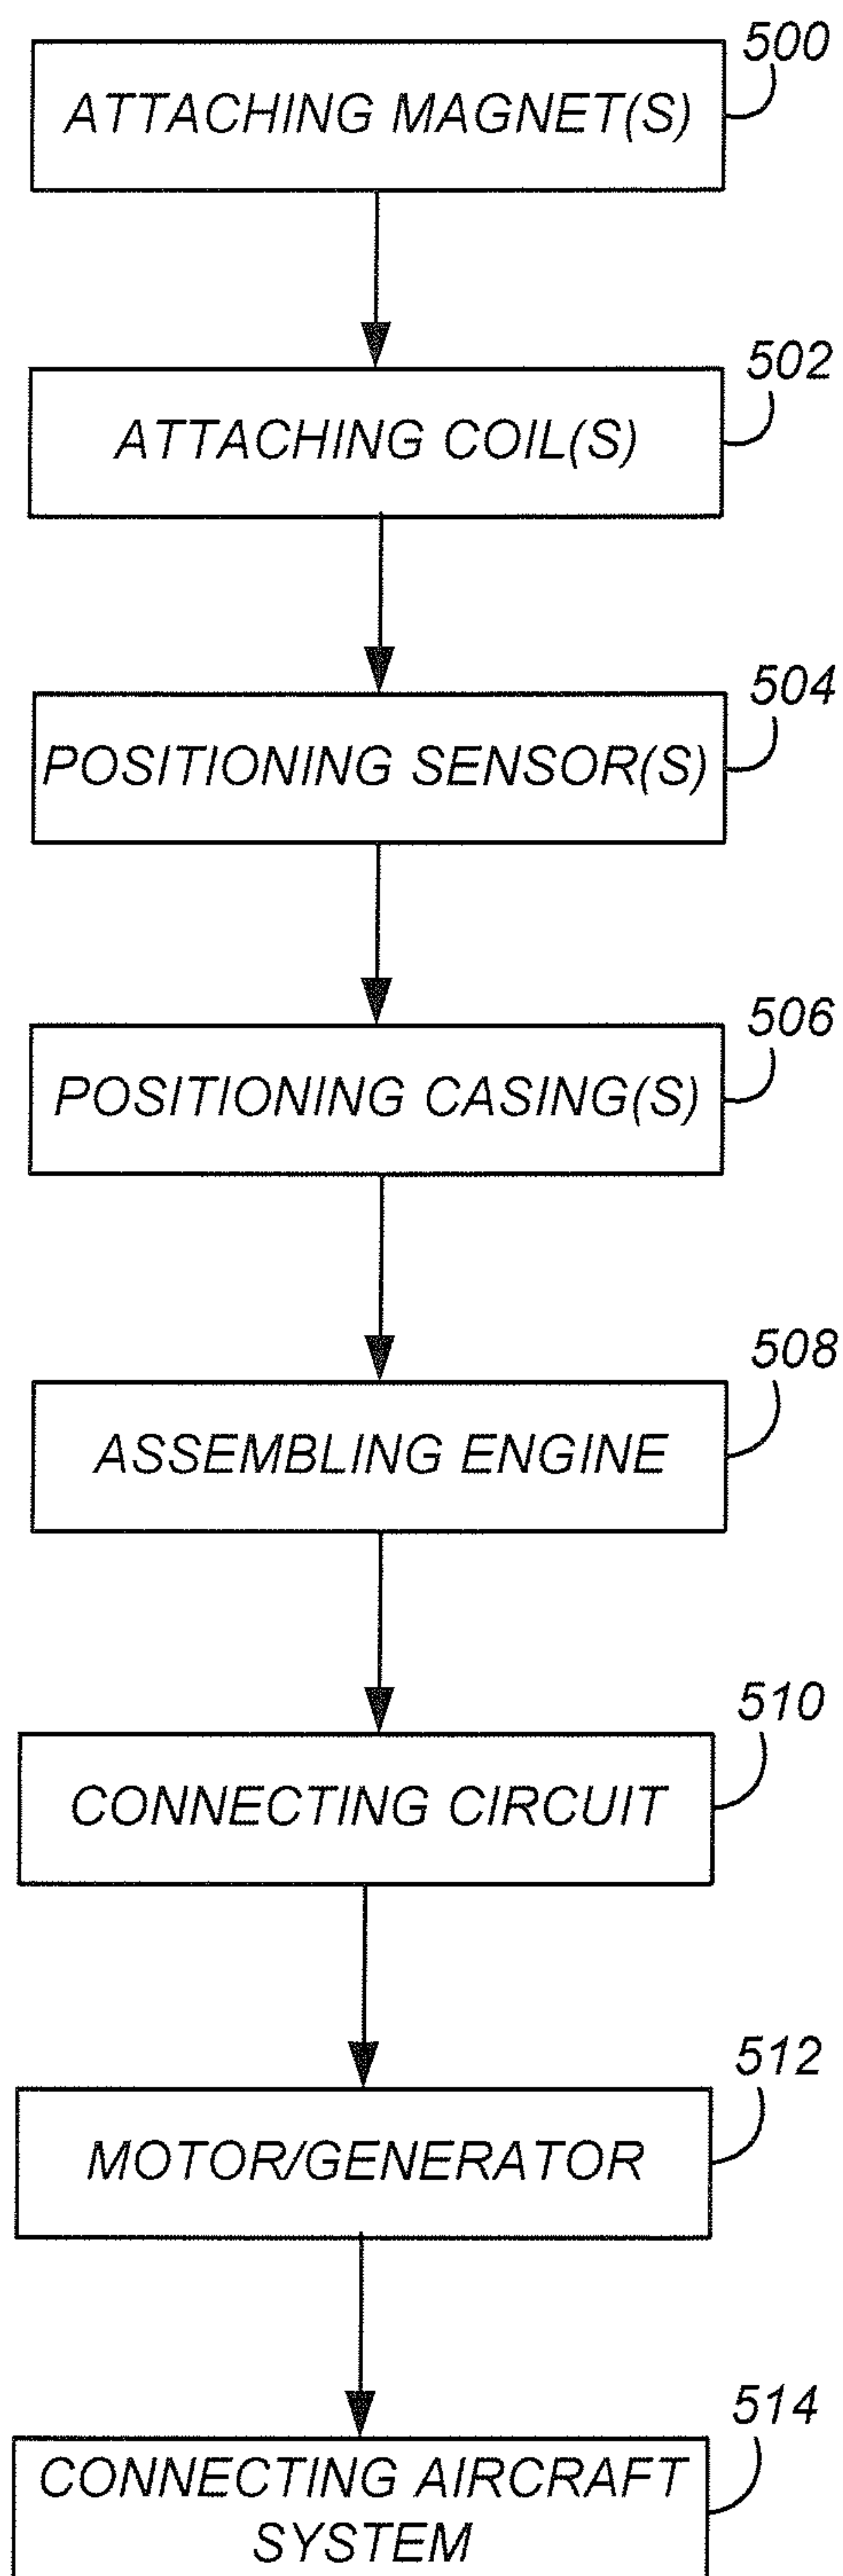 500
ATTACHING MAGNET(S)
502
ATTACHING COIL(S)
504
POSITIONING SENSOR(S)
506
POSITIONING CASING(S)
508
ASSEMBLING ENGINE
510
CONNECTING CIRCUIT
512
MOTOR/GENERATOR
514
CONNECTING AIRCRAFT
SYSTEM